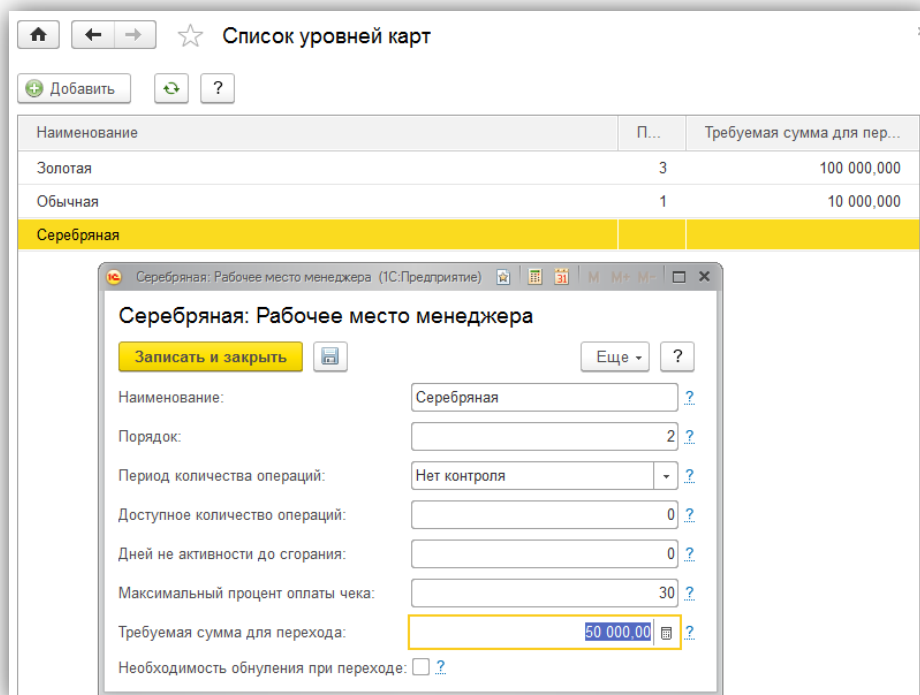 Список уровней карт
Добавить ?
Наименование П... Требуемая сумма для пер...
Золотая 3 100 000,000
Обычная 1 10 000,000
Серебряная
Серебряная: Рабочее место менеджера (1С:Предприятие) 31 M M+ M-
Серебряная: Рабочее место менеджера
Записать и закрыть Еще ?
Наименование: Серебряная ?
Порядок: 2 ?
Период количества операций: Нет контроля ?
Доступное количество операций: 0 ?
Дней не активности до сгорания: 0 ?
Максимальный процент оплаты чека: 30 ?
Требуемая сумма для перехода: 50 000,00 ?
Необходимость обнуления при переходе: ?